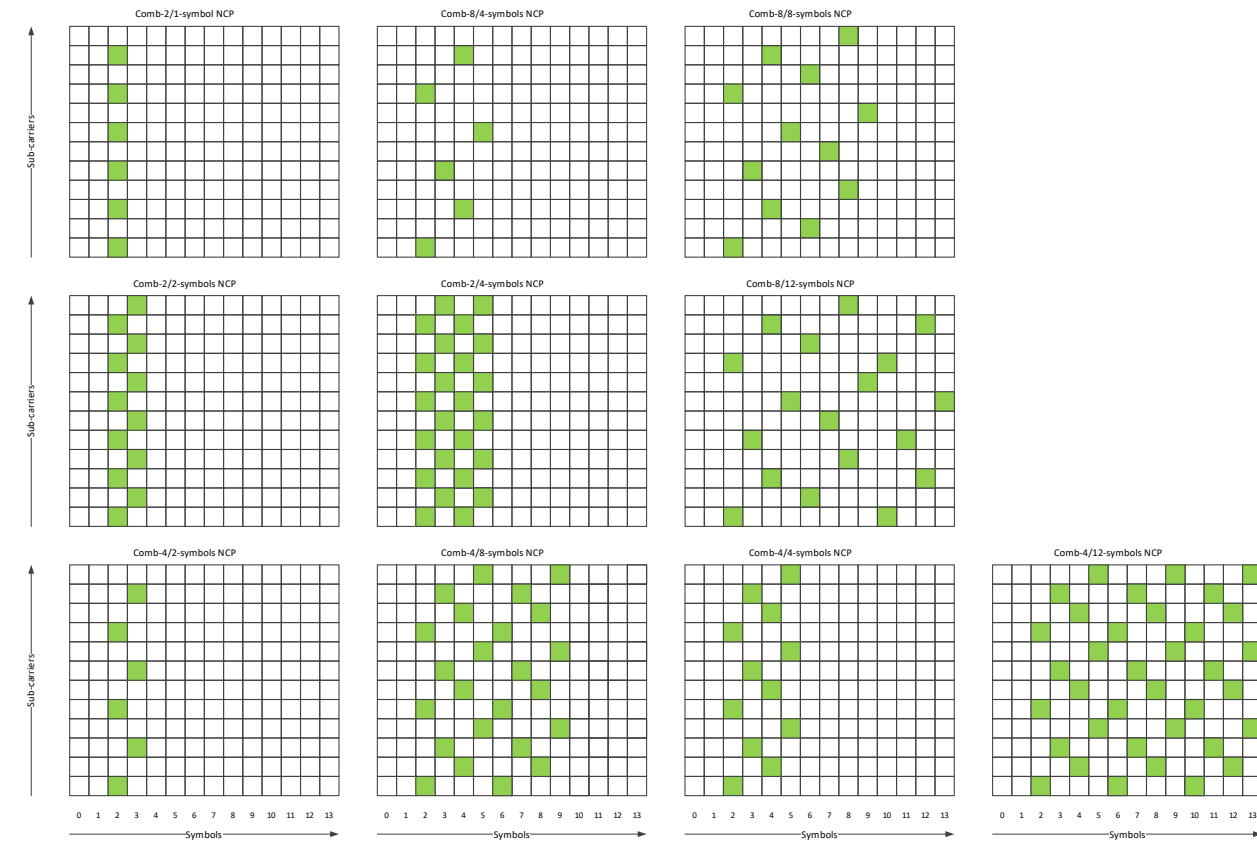 Comb-2/1-symbol NCP
Comb-8/4-symbols NCP
Comb-8/8-symbols NCP
Sub-carriers
Comb-2/2-symbols NCP
Comb-2/4-symbols NCP
Comb-8/12-symbols NCP
Sub-carriers
Comb-4/2-symbols NCP
Comb-4/8-symbols NCP
Comb-4/4-symbols NCP
Comb-4/12-symbols NCP
Sub-carriers
0 1 2 3 4 5 6 7 8 9 10 11 12 13
0 1 2 3 4 5 6 7 8 9 10 11 12 13
0 1 2 3 4 5 6 7 8 9 10 11 12 13
0 1 2 3 4 5 6 7 8 9 10 11 12 13
Symbols
Symbols
Symbols
Symbols